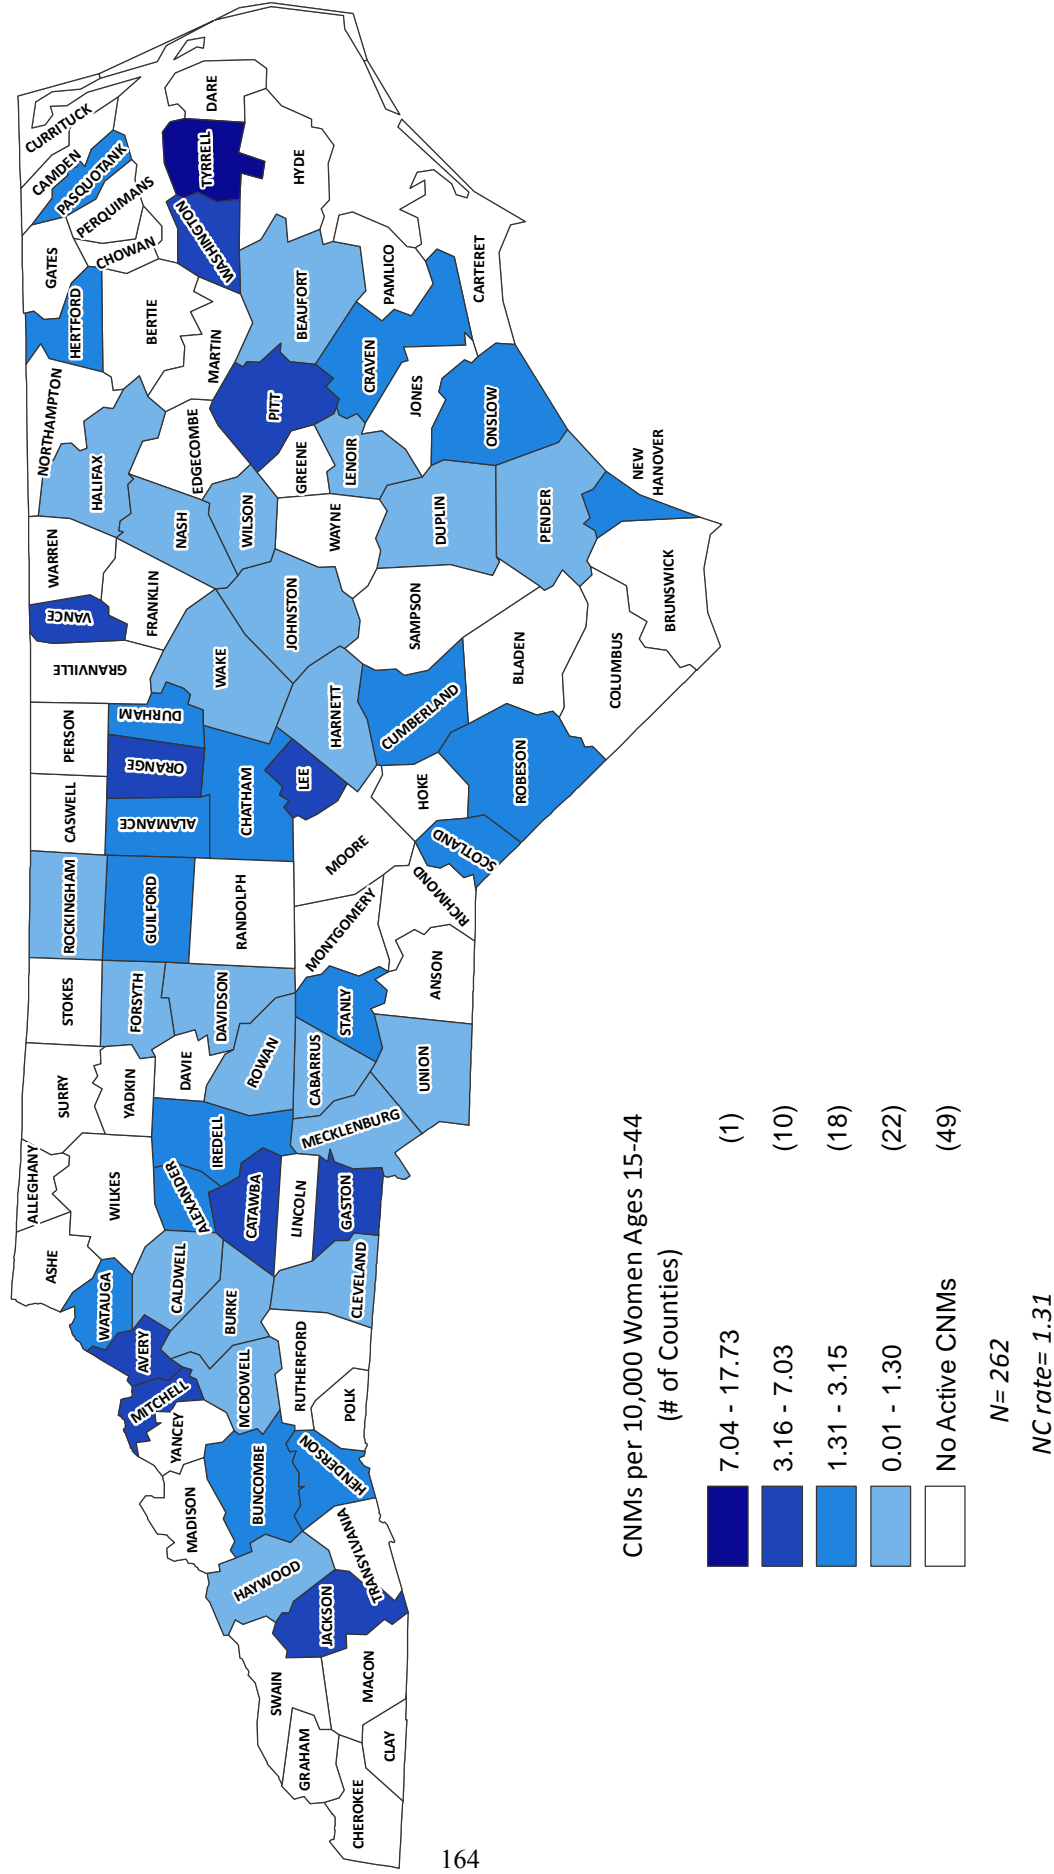 CURRITUCK
CAMDEN
PASQUOTANK
PERQUIMANS
GATES
CHOWAN
HERTFORD
BERTIE
NORTHAMPTON
HALIFAX
WARREN
VANCE
GRANVILLE
PERSON
CASWELL
ROCKINGHAM
STOKES
SURRY
ALLEGHANY
ASHE
DARE
TYRRELL
WASHINGTON
HYDE
MARTIN
BEAUFORT
PITT
EDGECOMBE
NASH
WILSON
FRANKLIN
WAKE
DURHAM
ORANGE
ALAMANCE
GUILFORD
FORSYTH
YADKIN
WILKES
WATAUGA
AVERY
MITCHELL
YANCEY
MADISON
PAMLICO
CARTERET
CRAVEN
JONES
ONSLOW
LENOIR
GREENE
WAYNE
DUPLIN
PENDER
NEW
HANOVER
BRUNSWICK
COLUMBUS
BLADEN
SAMPSON
JOHNSTON
HARNETT
CUMBERLAND
ROBESON
HOKE
SCOTLAND
LEE
CHATHAM
MOORE
RICHMOND
RANDOLPH
MONTGOMERY
ANSON
STANLY
DAVIDSON
DAVIE
ROWAN
CABARRUS
UNION
MECKLENBURG
IREDELL
ALEXANDER
CATAWBA
LINCOLN
GASTON
CLEVELAND
CALDWELL
BURKE
MCDOWELL
RUTHERFORD
POLK
BUNCOMBE
HENDERSON
HAYWOOD
TRANSYLVANIA
JACKSON
SWAIN
MACON
GRAHAM
CLAY
CHEROKEE
CNMs per 10,000 Women Ages 15-44
(# of Counties)
7.04 - 17.73 (1)
3.16 - 7.03 (10)
1.31 - 3.15 (18)
0.01 - 1.30 (22)
No Active CNMs (49)
N= 262
NC rate= 1.31
164